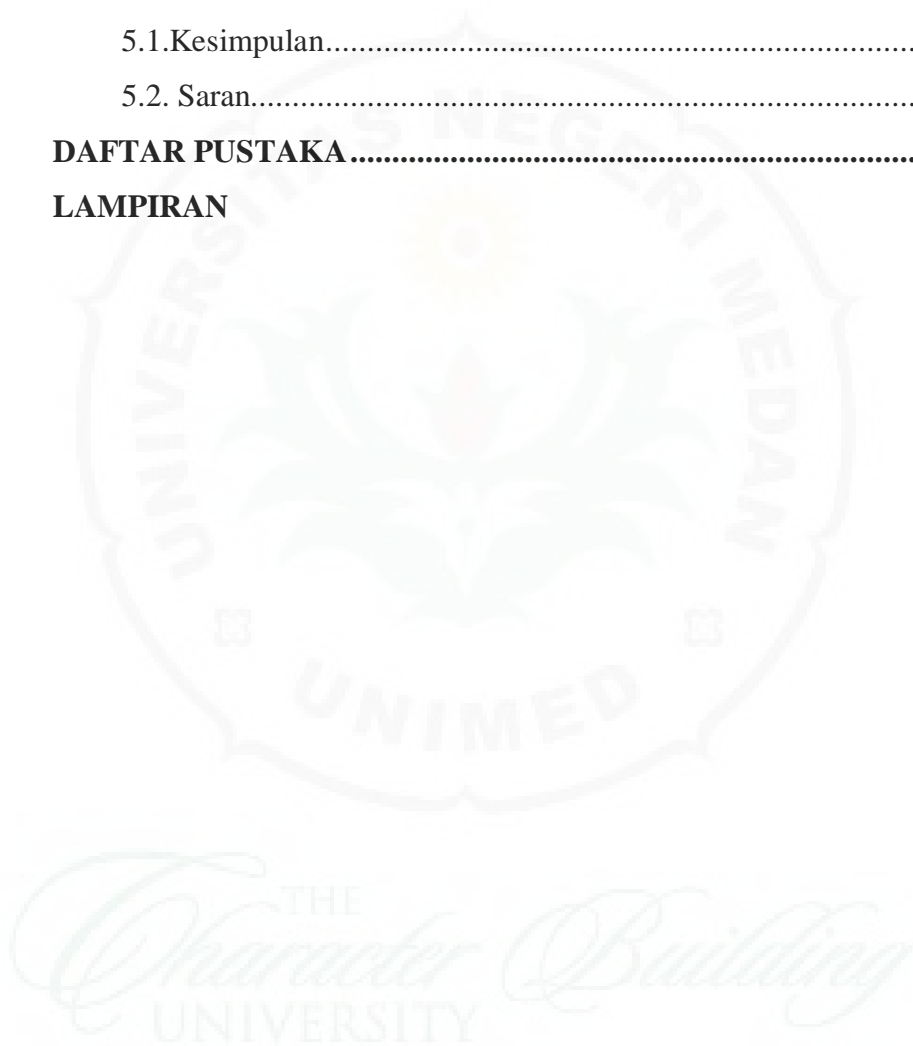 5.1.Kesimpulan........................................................................
5.2. Saran................................................................................
DAFTAR PUSTAKA....................................................................
LAMPIRAN
UNIVERSITAS NEGERI MEDAN
UNIMED
THE
Character Building
UNIVERSITY